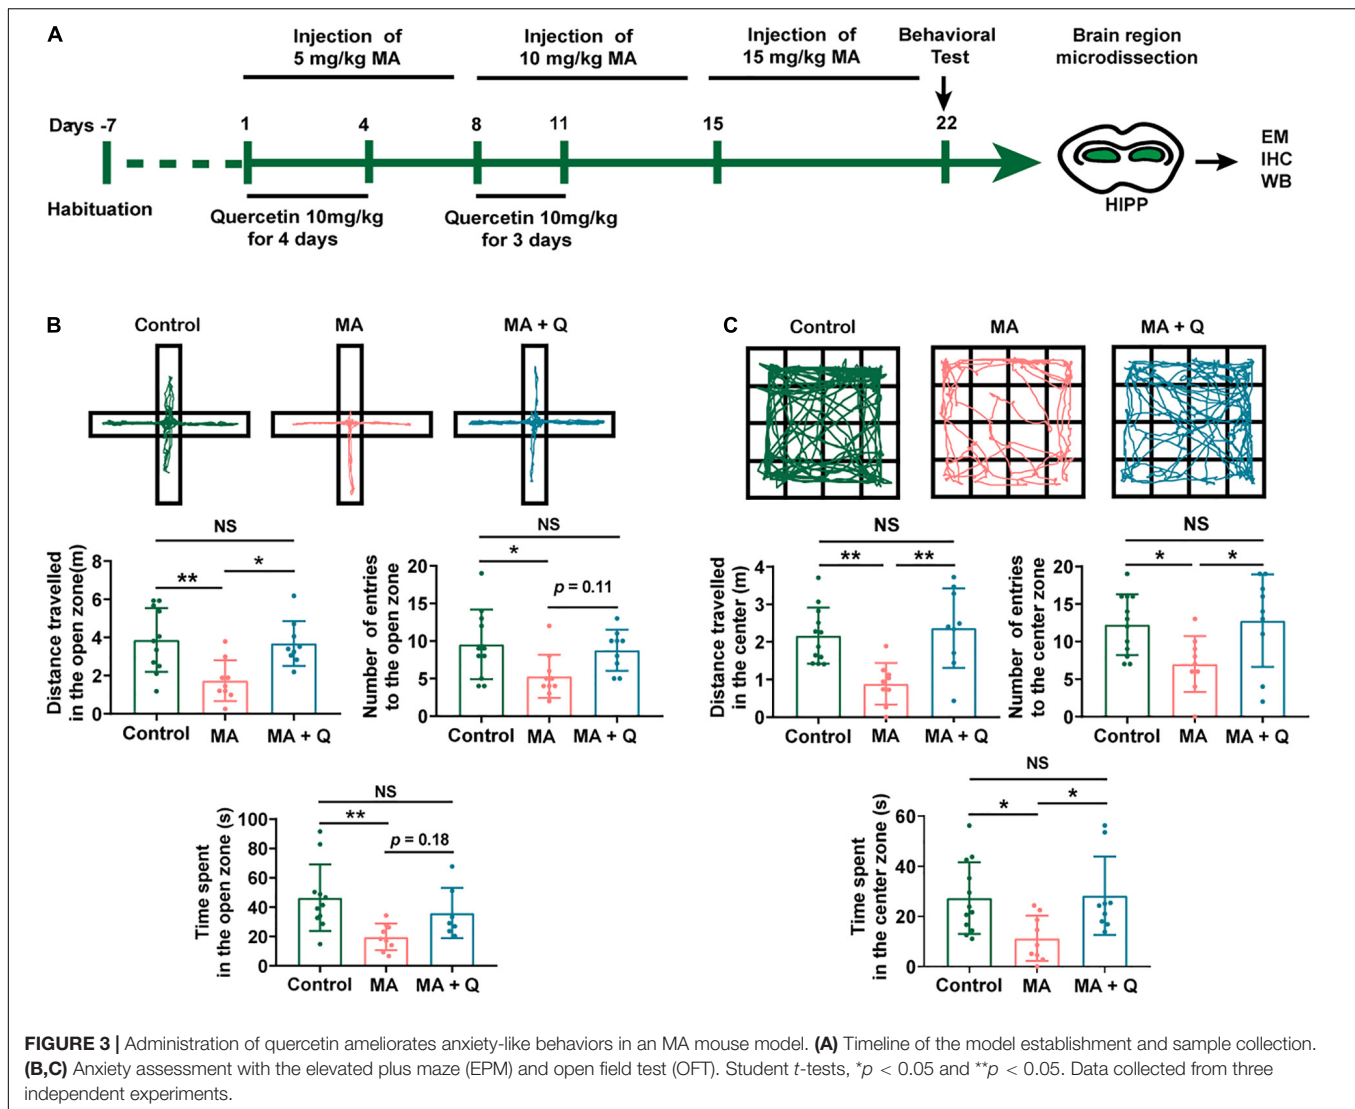 A
Injection of
5 mg/kg MA
Injection of
10 mg/kg MA
Injection of
15 mg/kg MA
Behavioral
Test
Brain region
microdissection
Days -7
1
4
8
11
15
22
EM
IHC
WB
Habituation
Quercetin 10mg/kg
for 4 days
Quercetin 10mg/kg
for 3 days
HIPP
B
Control
MA
MA + Q
NS
**
*
Distance travelled
in the open zone(m)
8
6
4
2
0
Control
MA
MA + Q
NS
*
p = 0.11
Number of entries
to the open zone
20
15
10
5
0
Control
MA
MA + Q
NS
**
p = 0.18
Time spent
in the open zone (s)
100
80
60
40
20
0
Control
MA
MA + Q
C
Control
MA
MA + Q
NS
**
**
Distance travelled
in the center (m)
4
3
2
1
0
Control
MA
MA + Q
NS
*
*
Number of entries
to the center zone
20
15
10
5
0
Control
MA
MA + Q
NS
*
*
Time spent
in the center zone (s)
60
40
20
0
Control
MA
MA + Q
FIGURE 3 | Administration of quercetin ameliorates anxiety-like behaviors in an MA mouse model. (A) Timeline of the model establishment and sample collection.
(B,C) Anxiety assessment with the elevated plus maze (EPM) and open field test (OFT). Student t-tests, *p < 0.05 and **p < 0.05. Data collected from three
independent experiments.